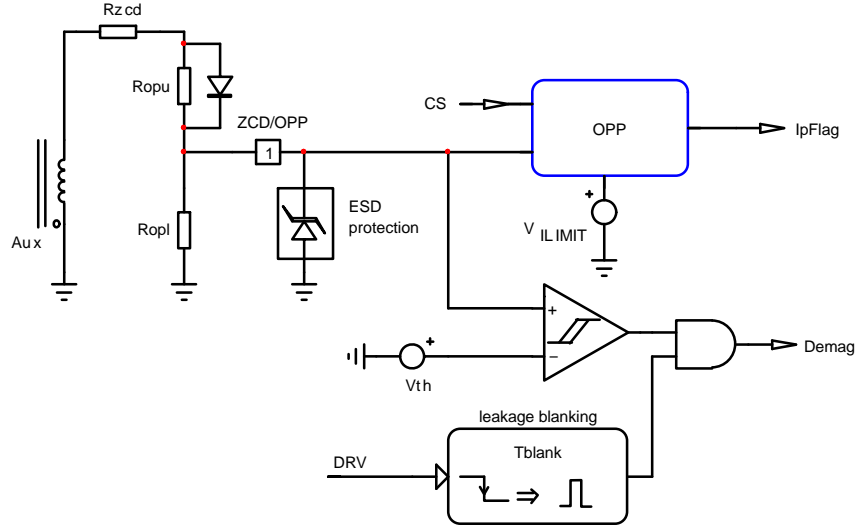 Rzcd
Ropu
ZCD/OPP
1
CS
OPP
IpFlag
ESD
protection
Ropl
Aux
+
V ILIMIT
+
−
+
Vth
Demag
leakage blanking
Tblank
DRV
⇒